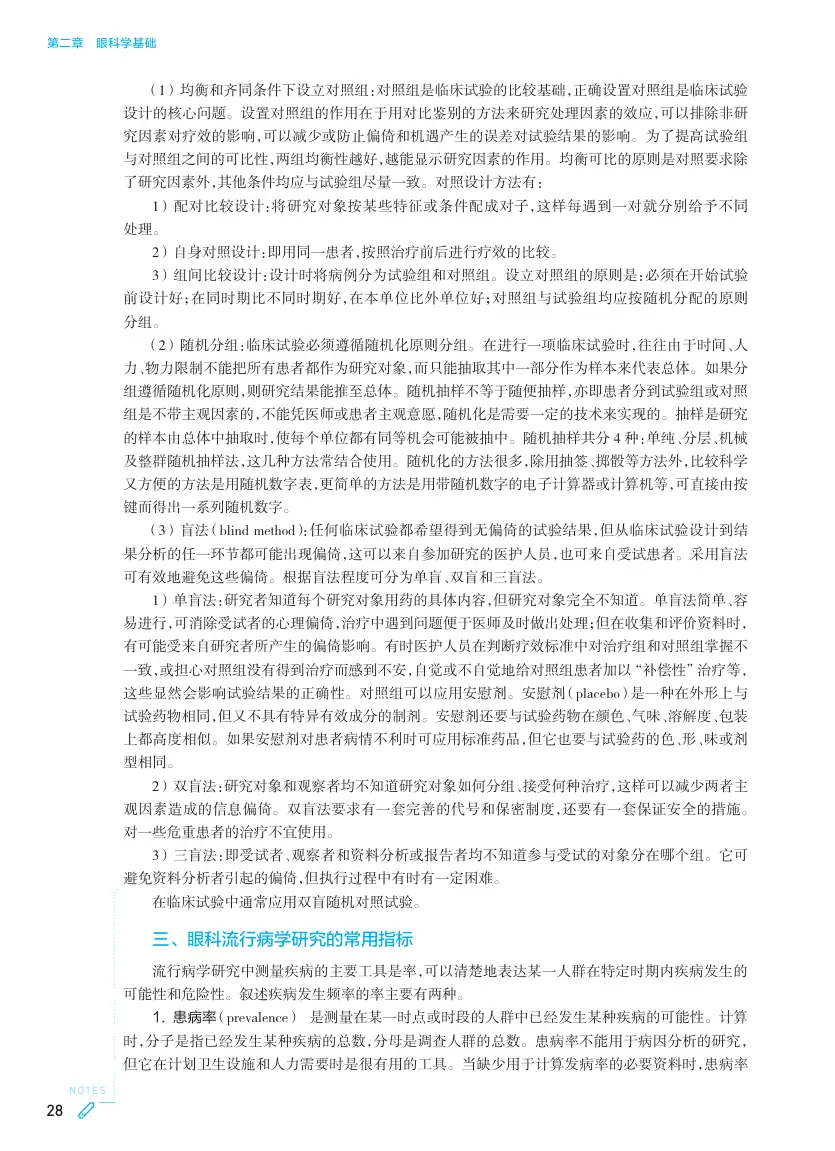 第二章 眼科学基础
（1）均衡和齐同条件下设立对照组：对照组是临床试验的比较基础，正确设置对照组是临床试验
设计的核心问题。设置对照组的作用在于用对比鉴别的方法来研究处理因素的效应，可以排除非研
究因素对疗效的影响，可以减少或防止偏倚和机遇产生的误差对试验结果的影响。为了提高试验组
与对照组之间的可比性，两组均衡性越好，越能显示研究因素的作用。均衡可比的原则是对照要求除
了研究因素外，其他条件均应与试验组尽量一致。对照设计方法有：
1）配对比较设计：将研究对象按某些特征或条件配成对子，这样每遇到一对就分别给予不同
处理。
2）自身对照设计：即用同一患者，按照治疗前后进行疗效的比较。
3）组间比较设计：设计时将病例分为试验组和对照组。设立对照组的原则是：必须在开始试验
前设计好；在同时期比不同时期好，在本单位比外单位好；对照组与试验组均应按随机分配的原则
分组。
（2）随机分组：临床试验必须遵循随机化原则分组。在进行一项临床试验时，往往由于时间、人
力、物力限制不能把所有患者都作为研究对象，而只能抽取其中一部分作为样本来代表总体。如果分
组遵循随机化原则，则研究结果能推至总体。随机抽样不等于随便抽样，亦即患者分到试验组或对照
组是不带主观因素的，不能凭医师或患者主观意愿，随机化是需要一定的技术来实现的。抽样是研究
的样本由总体中抽取时，使每个单位都有同等机会可能被抽中。随机抽样共分 4 种：单纯、分层、机械
及整群随机抽样法，这几种方法常结合使用。随机化的方法很多，除用抽签、掷骰等方法外，比较科学
又方便的方法是用随机数字表，更简单的方法是用带随机数字的电子计算器或计算机等，可直接由按
键而得出一系列随机数字。
（3）盲法（blind method）：任何临床试验都希望得到无偏倚的试验结果，但从临床试验设计到结
果分析的任一环节都可能出现偏倚，这可以来自参加研究的医护人员，也可来自受试患者。采用盲法
可有效地避免这些偏倚。根据盲法程度可分为单盲、双盲和三盲法。
1）单盲法：研究者知道每个研究对象用药的具体内容，但研究对象完全不知道。单盲法简单、容
易进行，可消除受试者的心理偏倚，治疗中遇到问题便于医师及时做出处理；但在收集和评价资料时，
有可能受来自研究者所产生的偏倚影响。有时医护人员在判断疗效标准中对治疗组和对照组掌握不
一致，或担心对照组没有得到治疗而感到不安，自觉或不自觉地给对照组患者加以“补偿性”治疗等，
这些显然会影响试验结果的正确性。对照组可以应用安慰剂。安慰剂（placebo）是一种在外形上与
试验药物相同，但又不具有特异有效成分的制剂。安慰剂还要与试验药物在颜色、气味、溶解度、包装
上都高度相似。如果安慰剂对患者病情不利时可应用标准药品，但它也要与试验药的色、形、味或剂
型相同。
2）双盲法：研究对象和观察者均不知道研究对象如何分组、接受何种治疗，这样可以减少两者主
观因素造成的信息偏倚。双盲法要求有一套完善的代号和保密制度，还要有一套保证安全的措施。
对一些危重患者的治疗不宜使用。
3）三盲法：即受试者、观察者和资料分析或报告者均不知道参与受试的对象分在哪个组。它可
避免资料分析者引起的偏倚，但执行过程中有时有一定困难。
在临床试验中通常应用双盲随机对照试验。
三、眼科流行病学研究的常用指标
流行病学研究中测量疾病的主要工具是率，可以清楚地表达某一人群在特定时期内疾病发生的
可能性和危险性。叙述疾病发生频率的率主要有两种。
1. 患病率（prevalence） 是测量在某一时点或时段的人群中已经发生某种疾病的可能性。计算
时，分子是指已经发生某种疾病的总数，分母是调查人群的总数。患病率不能用于病因分析的研究，
但它在计划卫生设施和人力需要时是很有用的工具。当缺少用于计算发病率的必要资料时，患病率
NOTES
28